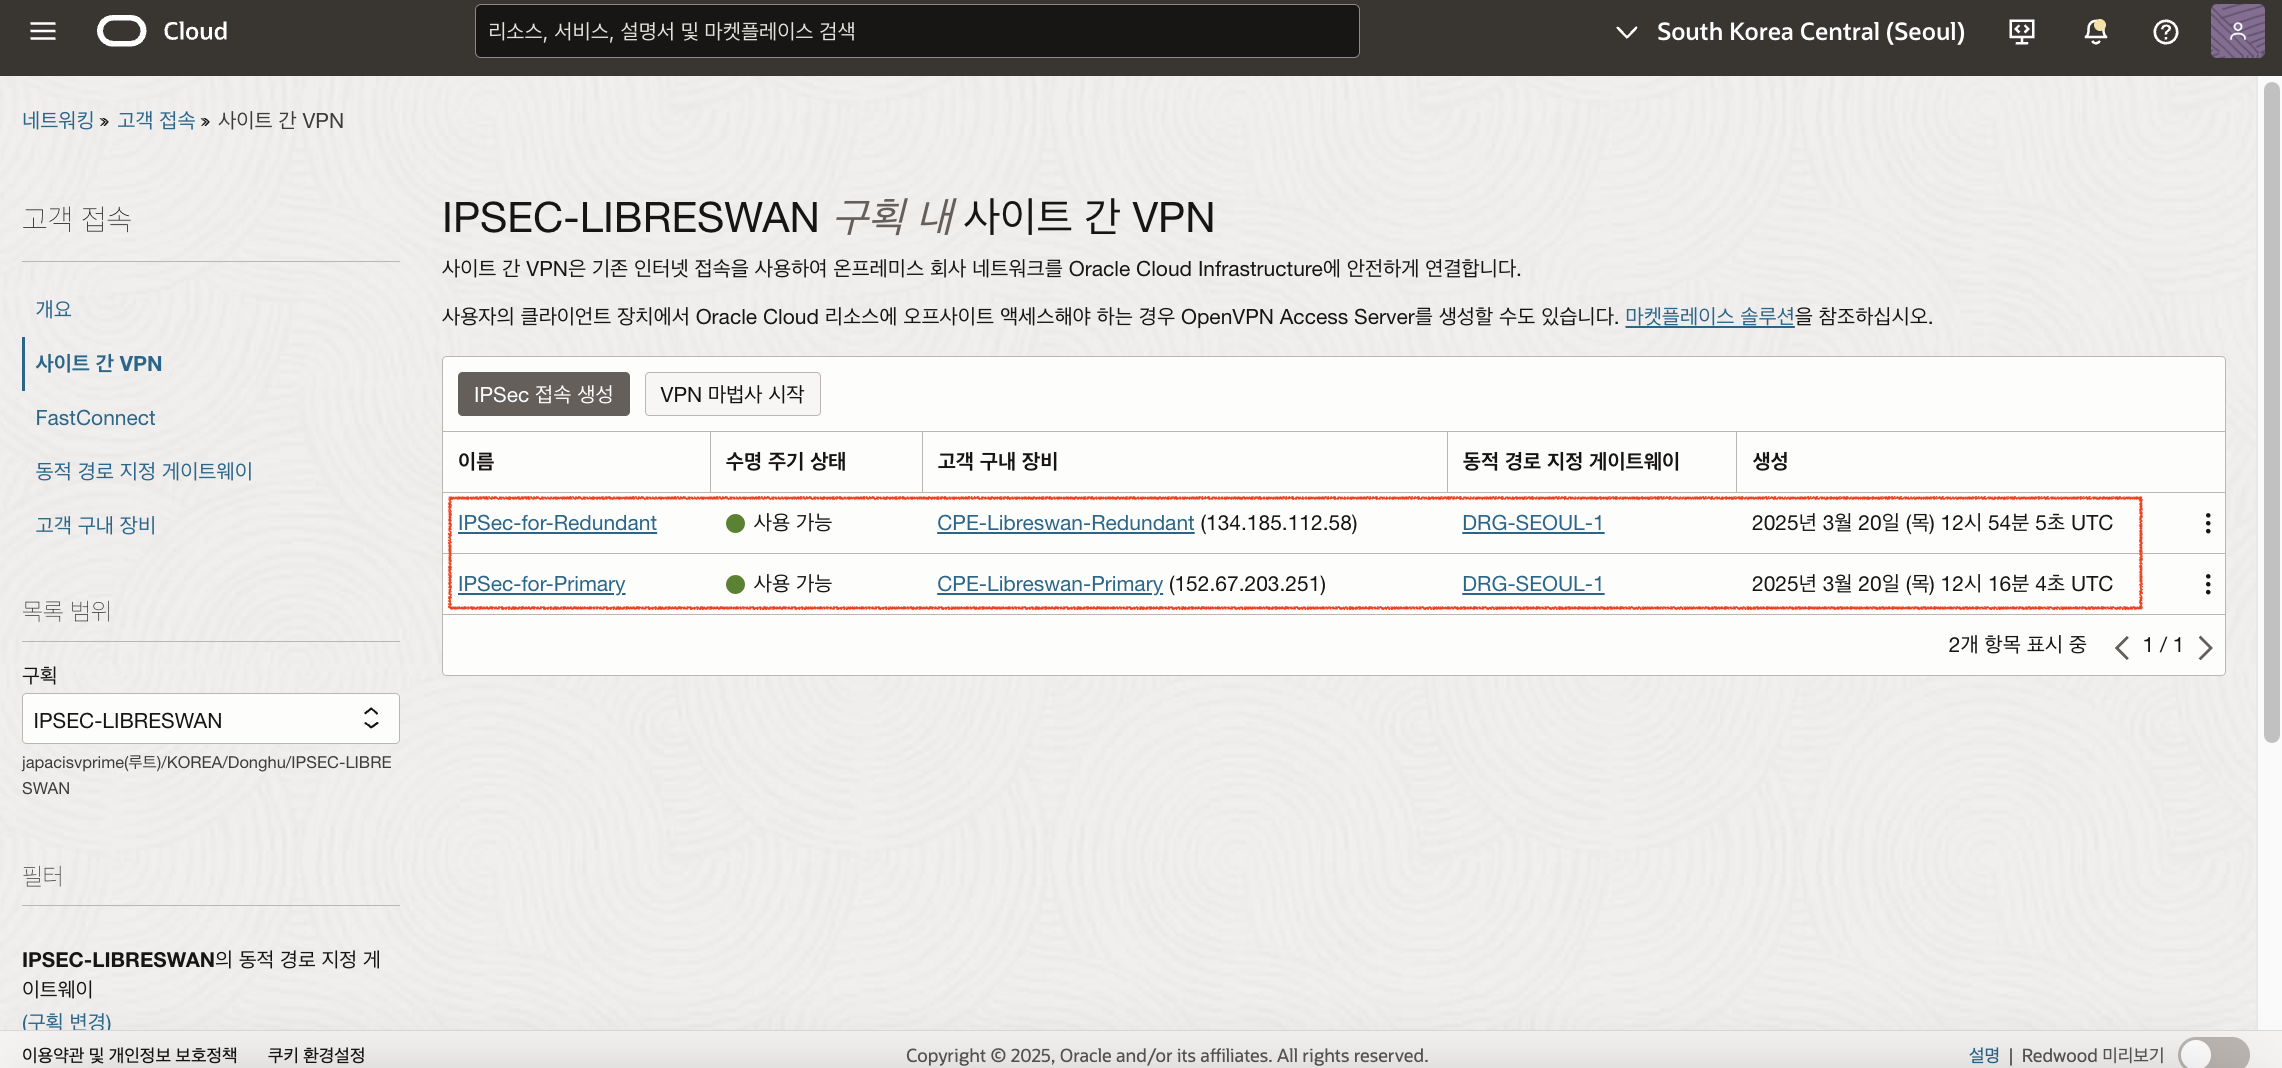 Cloud
리소스, 서비스, 설명서 및 마켓플레이스 검색
South Korea Central (Seoul)
네트워킹 » 고객 접속 » 사이트 간 VPN
고객 접속
개요
사이트 간 VPN
FastConnect
동적 경로 지정 게이트웨이
고객 구내 장비
목록 범위
구획
IPSEC-LIBRESWAN
japacisvprime(루트)/KOREA/Donghu/IPSEC-LIBRE
SWAN
필터
IPSEC-LIBRESWAN의 동적 경로 지정 게
이트웨이
(구획 변경)
IPSEC-LIBRESWAN 구획 내 사이트 간 VPN
사이트 간 VPN은 기존 인터넷 접속을 사용하여 온프레미스 회사 네트워크를 Oracle Cloud Infrastructure에 안전하게 연결합니다.
사용자의 클라이언트 장치에서 Oracle Cloud 리소스에 오프사이트 액세스해야 하는 경우 OpenVPN Access Server를 생성할 수도 있습니다. 마켓플레이스 솔루션을 참조하십시오.
IPSec 접속 생성 VPN 마법사 시작
이름 수명 주기 상태 고객 구내 장비 동적 경로 지정 게이트웨이 생성
IPSec-for-Redundant 사용 가능 CPE-Libreswan-Redundant (134.185.112.58) DRG-SEOUL-1 2025년 3월 20일 (목) 12시 54분 5초 UTC
IPSec-for-Primary 사용 가능 CPE-Libreswan-Primary (152.67.203.251) DRG-SEOUL-1 2025년 3월 20일 (목) 12시 16분 4초 UTC
2개 항목 표시 중 1 / 1
이용약관 및 개인정보 보호정책 쿠키 환경설정
Copyright © 2025, Oracle and/or its affiliates. All rights reserved.
설명 | Redwood 미리보기